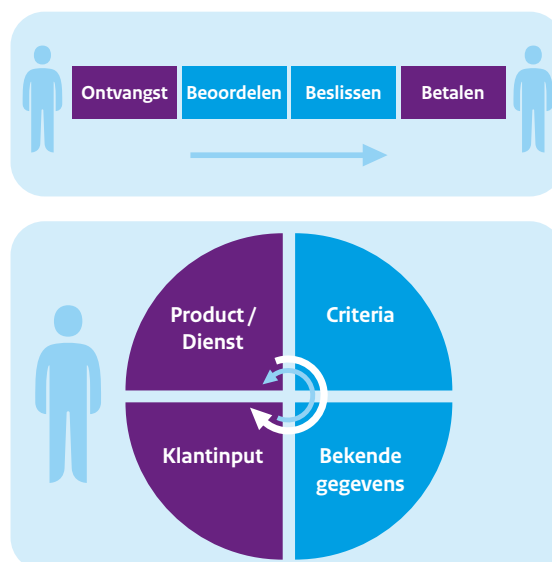 Ontvangst
Beoordelen
Beslissen
Betalen
Product /
Dienst
Criteria
Klantinput
Bekende
gegevens